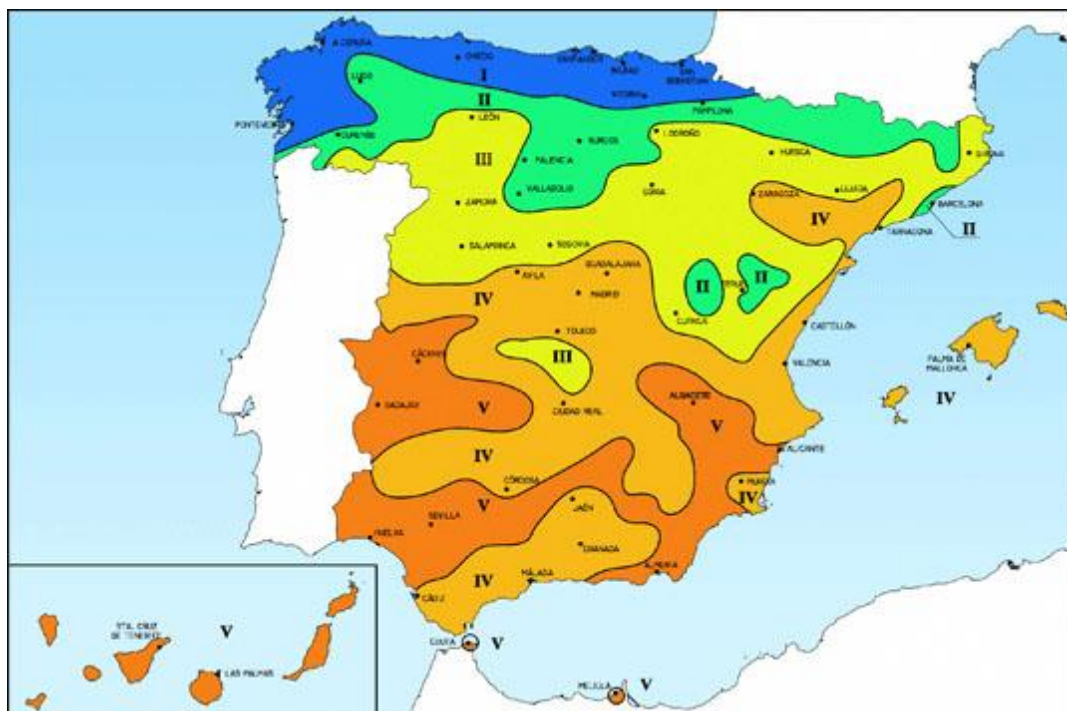 A CORUÑA
OVIEDO
SANTANDER
BILBAO
SAN
SEBASTIAN
I
LUGO
VITORIA
II
PAMPLONA
PONTEVEDRA
LEÓN
OURENSE
BURGOS
LOGROÑO
HUESCA
GIRONA
III
PALENCIA
VALLADOLID
SORIA
ZARAGOZA
LLEIDA
ZAMORA
BARCELONA
IV
II
TARRAGONA
SALAMANCA
SEGOVIA
AVILA
GUADALAJARA
TERUEL
II
II
IV
MADRID
CUENCA
CASTELLÓN
TOLEDO
CÁCERES
III
VALENCIA
PALMA DE
MALLORCA
IV
BADAJOZ
V
CIUDAD REAL
ALBACETE
V
IV
ALICANTE
CÓRDOBA
MURCIA
IV
JAÉN
V
SEVILLA
HUELVA
GRANADA
ALMERIA
MÁLAGA
IV
CÁDIZ
CEUTA
V
MELILLA
V
STA. CRUZ
DE TENERIFE
V
LAS PALMAS